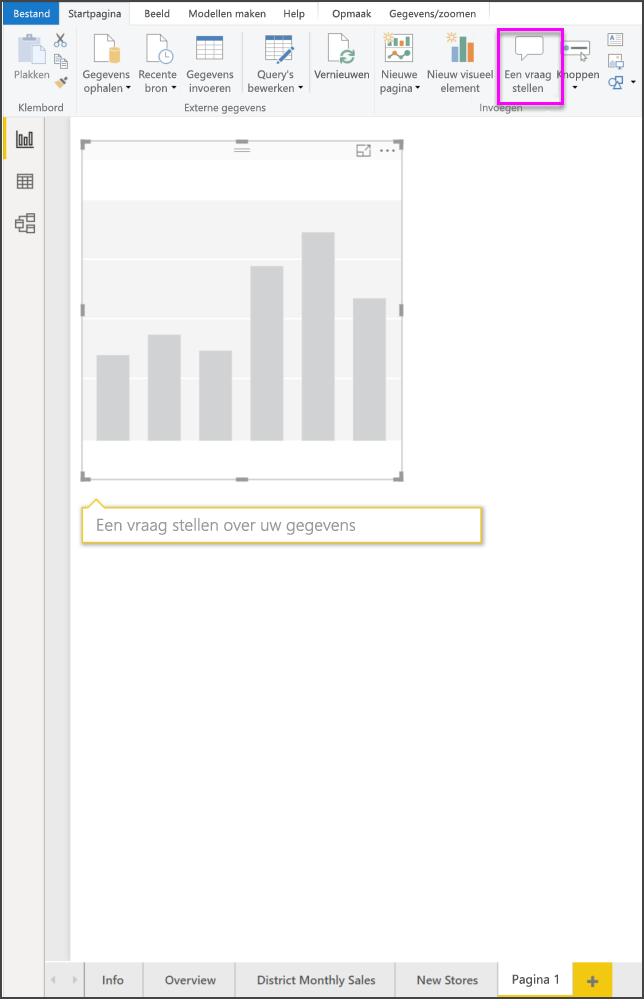 Bestand Startpagina Beeld Modellen maken Help Opmaak Gegevens/zoomen
Plakken
Gegevens
ophalen
Recente
bron
Gegevens
invoeren
Query's
bewerken
Vernieuwen
Nieuwe
pagina
Nieuw visueel
element
Een vraag
stellen
Knoppen
Klembord Externe gegevens Invoegen
Een vraag stellen over uw gegevens
Info Overview District Monthly Sales New Stores Pagina 1